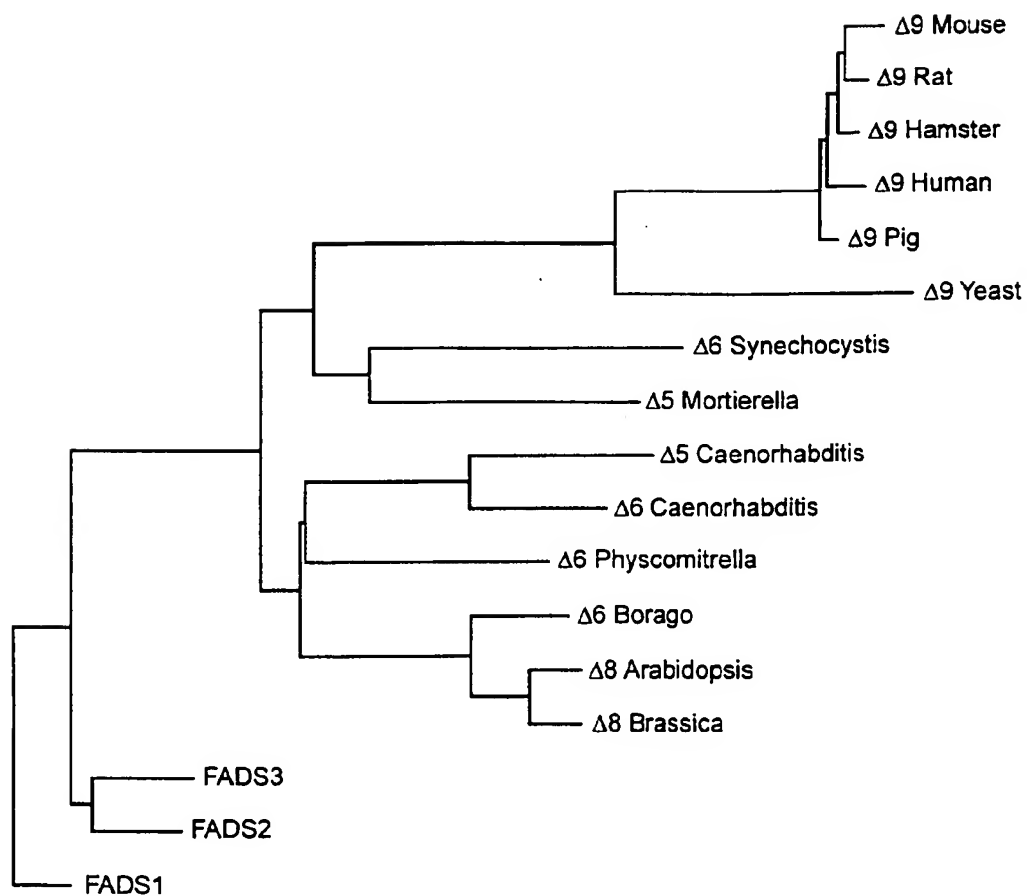 Δ9 Mouse
Δ9 Rat
Δ9 Hamster
Δ9 Human
Δ9 Pig
Δ9 Yeast
Δ6 Synechocystis
Δ5 Mortierella
Δ5 Caenorhabditis
Δ6 Caenorhabditis
Δ6 Physcomitrella
Δ6 Borago
Δ8 Arabidopsis
Δ8 Brassica
FADS3
FADS2
FADS1